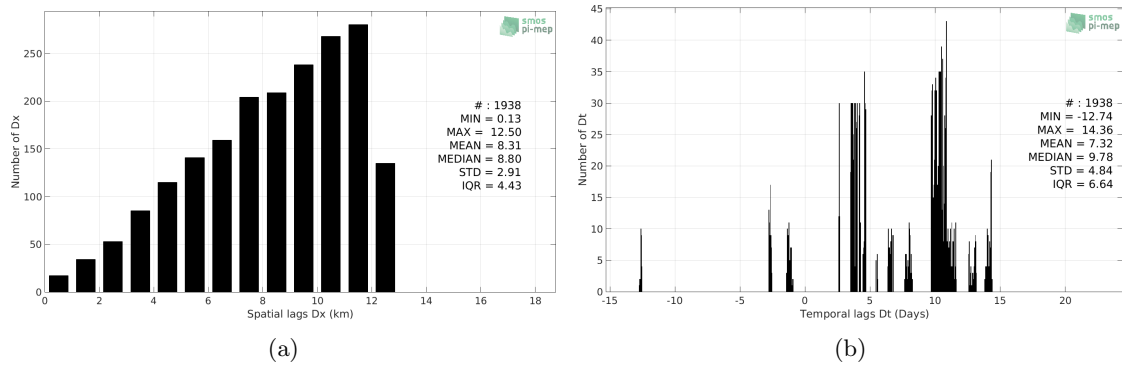 smos
pi-mep
250
200
150
100
50
0
Number of Dx
# : 1938
MIN = 0.13
MAX = 12.50
MEAN = 8.31
MEDIAN = 8.80
STD = 2.91
IQR = 4.43
0 2 4 6 8 10 12 14 16 18
Spatial lags Dx (km)
(a)
smos
pi-mep
45
40
35
30
25
20
15
10
5
0
Number of Dt
# : 1938
MIN = -12.74
MAX = 14.36
MEAN = 7.32
MEDIAN = 9.78
STD = 4.84
IQR = 6.64
-15 -10 -5 0 5 10 15 20
Temporal lags Dt (Days)
(b)